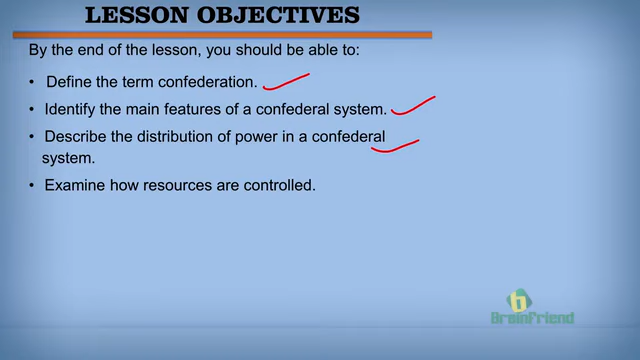 LESSON OBJECTIVES
By the end of the lesson, you should be able to:
• Define the term confederation.
• Identify the main features of a confederal system.
• Describe the distribution of power in a confederal
system.
• Examine how resources are controlled.
BrainFriend